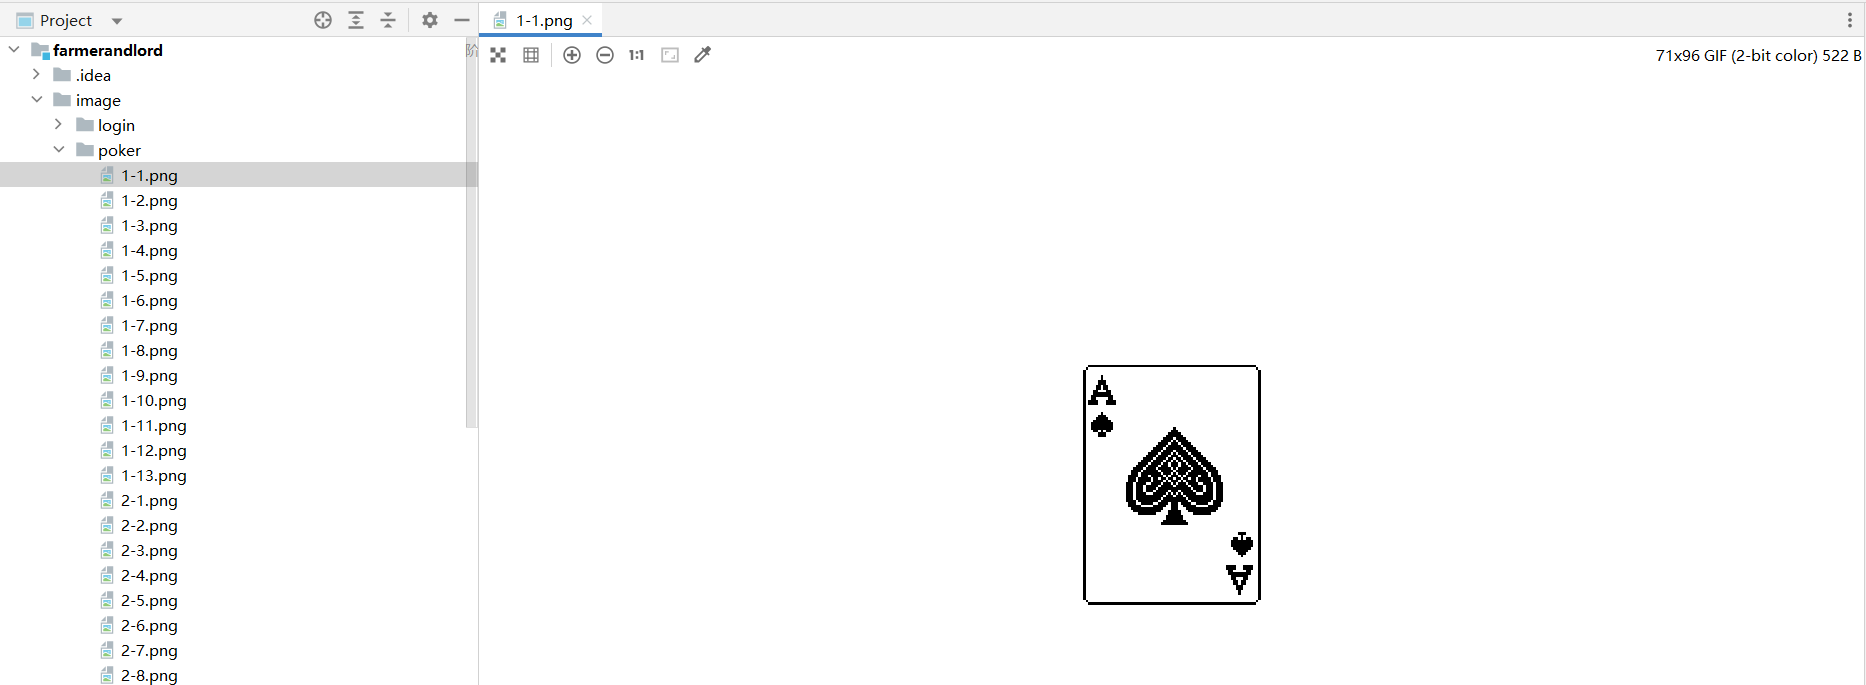 Project
1-1.png
farmerandlord
阶
.idea
image
login
poker
1-1.png
1-2.png
1-3.png
1-4.png
1-5.png
1-6.png
1-7.png
1-8.png
1-9.png
1-10.png
1-11.png
1-12.png
1-13.png
2-1.png
2-2.png
2-3.png
2-4.png
2-5.png
2-6.png
2-7.png
2-8.png
1:1
71x96 GIF (2-bit color) 522 B
A
A